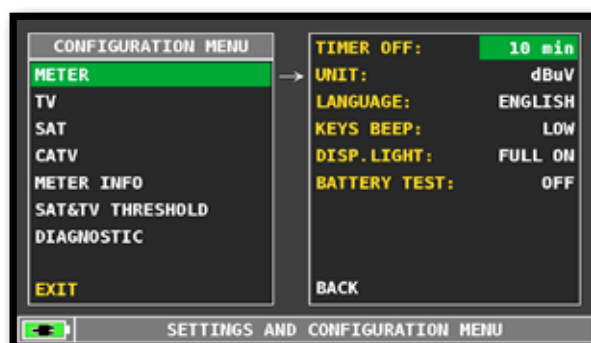 CONFIGURATION MENU
METER
TV
SAT
CATV
METER INFO
SAT&TV THRESHOLD
DIAGNOSTIC
EXIT
TIMER OFF: 10 min
UNIT: dBuV
LANGUAGE: ENGLISH
KEYS BEEP: LOW
DISP.LIGHT: FULL ON
BATTERY TEST: OFF
BACK
SETTINGS AND CONFIGURATION MENU